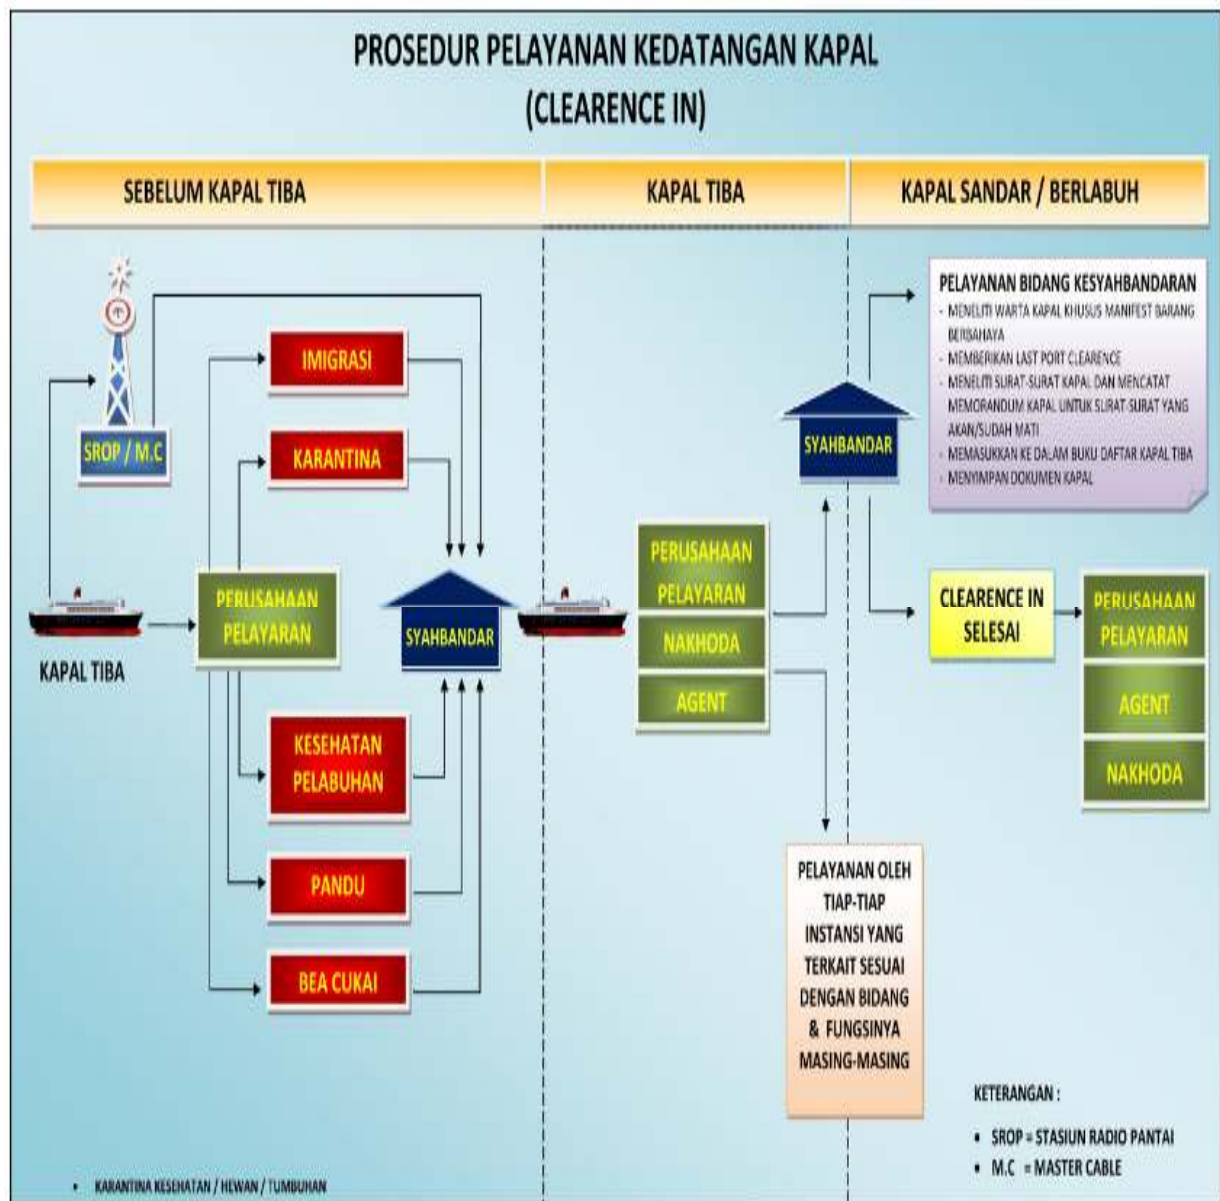 PROSEDUR PELAYANAN KEDATANGAN KAPAL
(CLEARENCE IN)
SEBELUM KAPAL TIBA
KAPAL TIBA
KAPAL SANDAR / BERLABUH
SROP / M.C
IMIGRASI
KARANTINA
PERUSAHAAN
PELAYARAN
KAPAL TIBA
SYAHBANDAR
KESEHATAN
PELABUHAN
PANDU
BEA CUKAI
PERUSAHAAN
PELAYARAN
NAKHODA
AGENT
SYAHBANDAR
PELAYANAN OLEH
TIAP-TIAP
INSTANSI YANG
TERKAIT SESUAI
DENGAN BIDANG
& FUNGSINYA
MASING-MASING
PELAYANAN BIDANG KESYAHBANDARAN
- MENELITI WARTA KAPAL KHUSUS MANIFEST BARANG
BERBAHAYA
- MEMBERIKAN LAST PORT CLEARENCE
- MENELITI SURAT-SURAT KAPAL DAN MENCATAT
MEMORANDUM KAPAL UNTUK SURAT-SURAT YANG
AKAN/SUDAH MATI
- MEMASUKKAN KE DALAM BUKU DAFTAR KAPAL TIBA
- MENYIMPAN DOKUMEN KAPAL
CLEARENCE IN
SELESAI
PERUSAHAAN
PELAYARAN
AGENT
NAKHODA
KETERANGAN :
• SROP = STASIUN RADIO PANTAI
• M.C = MASTER CABLE
• KARANTINA KESEHATAN / HEWAN / TUMBUHAN